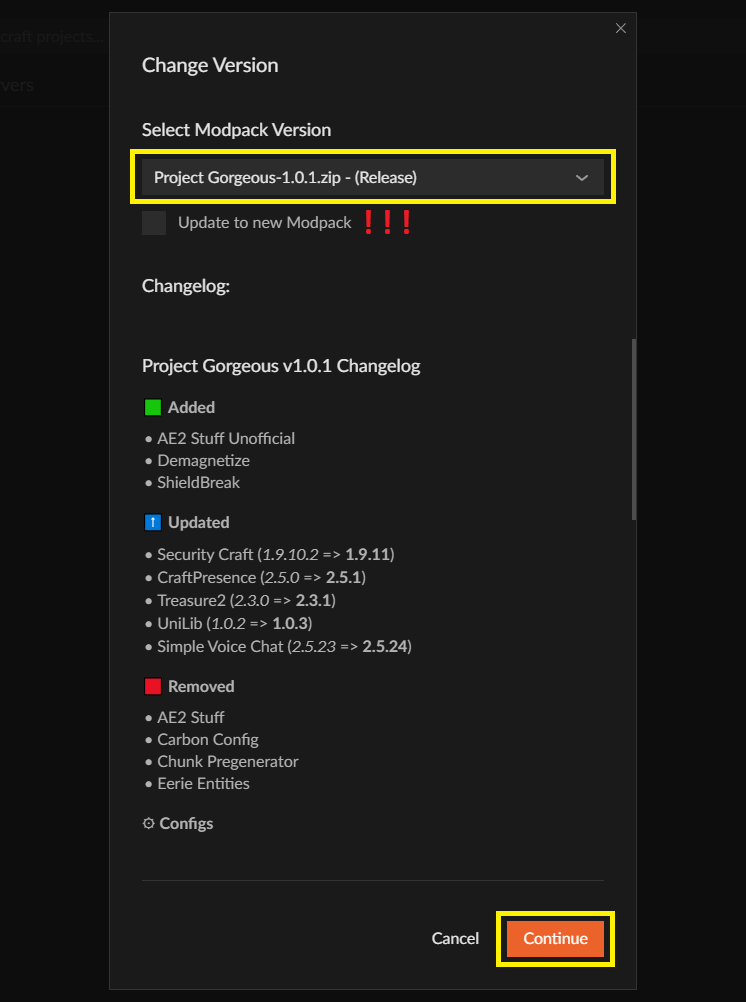 craft projects...
vers
Change Version
Select Modpack Version
Project Gorgeous-1.0.1.zip - (Release)
Update to new Modpack ❗❗❗
Changelog:
Project Gorgeous v1.0.1 Changelog
Added
• AE2 Stuff Unofficial
• Demagnetize
• ShieldBreak
Updated
• Security Craft (1.9.10.2 => 1.9.11)
• CraftPresence (2.5.0 => 2.5.1)
• Treasure2 (2.3.0 => 2.3.1)
• UniLib (1.0.2 => 1.0.3)
• Simple Voice Chat (2.5.23 => 2.5.24)
Removed
• AE2 Stuff
• Carbon Config
• Chunk Pregenerator
• Eerie Entities
⚙ Configs
Cancel
Continue